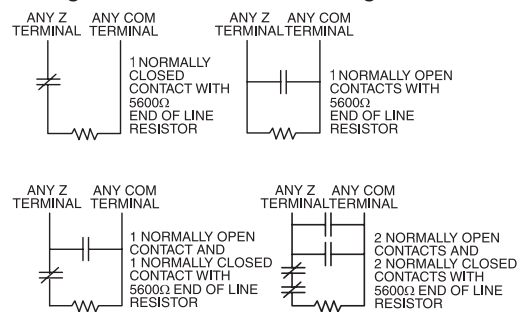 ANY Z ANY COM
TERMINAL TERMINAL
1 NORMALLY
CLOSED
CONTACT WITH
5600Ω
END OF LINE
RESISTOR
ANY Z ANY COM
TERMINAL TERMINAL
1 NORMALLY OPEN
CONTACTS WITH
5600Ω
END OF LINE
RESISTOR
ANY Z ANY COM
TERMINAL TERMINAL
1 NORMALLY OPEN
CONTACT AND
1 NORMALLY CLOSED
CONTACT WITH
5600Ω END OF LINE
RESISTOR
ANY Z ANY COM
TERMINAL TERMINAL
2 NORMALLY OPEN
CONTACTS AND
2 NORMALLY CLOSED
CONTACTS WITH
5600Ω END OF LINE
RESISTOR